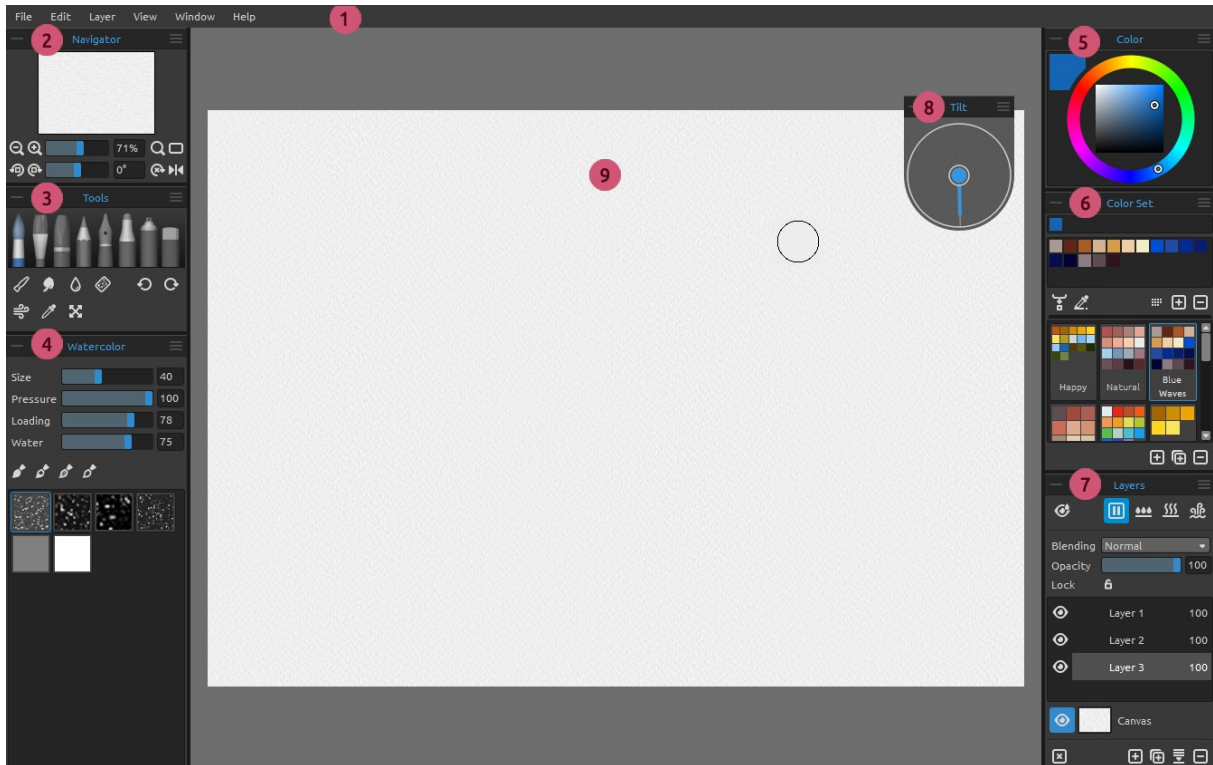 File Edit Layer View Window Help 1
2 Navigator
71%
0°
3 Tools
4 Watercolor
Size 40
Pressure 100
Loading 78
Water 75
9
8 Tilt
5 Color
6 Color Set
Happy Natural Blue Waves
7 Layers
Blending Normal
Opacity 100
Lock
Layer 1 100
Layer 2 100
Layer 3 100
Canvas